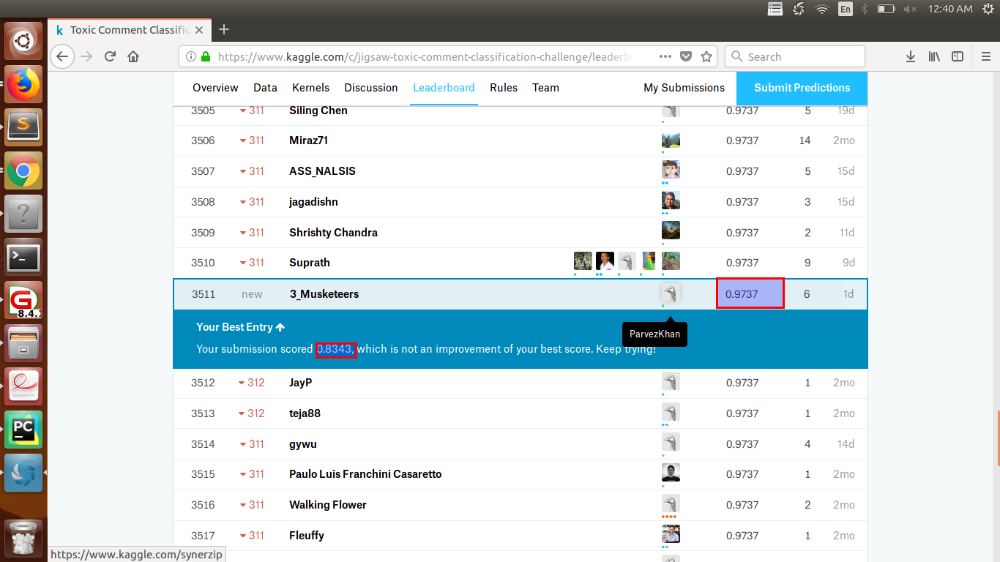 En 12:40 AM
k Toxic Comment Classific
https://www.kaggle.com/c/jigsaw-toxic-comment-classification-challenge/leaderb Search
Overview Data Kernels Discussion Leaderboard Rules Team My Submissions Submit Predictions
3505 311 Siling Chen 0.9737 5 19d
3506 311 Miraz71 0.9737 14 2mo
3507 311 ASS_NALSIS 0.9737 5 15d
3508 311 jagadishn 0.9737 3 15d
3509 311 Shrishty Chandra 0.9737 2 11d
3510 311 Suprath 0.9737 9 9d
3511 new 3_Musketeers 0.9737 6 1d
Your Best Entry
ParvezKhan
Your submission scored 0.8343, which is not an improvement of your best score. Keep trying!
3512 312 JayP 0.9737 1 2mo
3513 312 teja88 0.9737 1 2mo
3514 311 gywu 0.9737 4 14d
3515 311 Paulo Luis Franchini Casaretto 0.9737 1 2mo
3516 311 Walking Flower 0.9737 2 2mo
3517 311 Fleuffy 0.9737 1 2mo
S
?
>_
G
8.4.1
PC
https://www.kaggle.com/synerzip